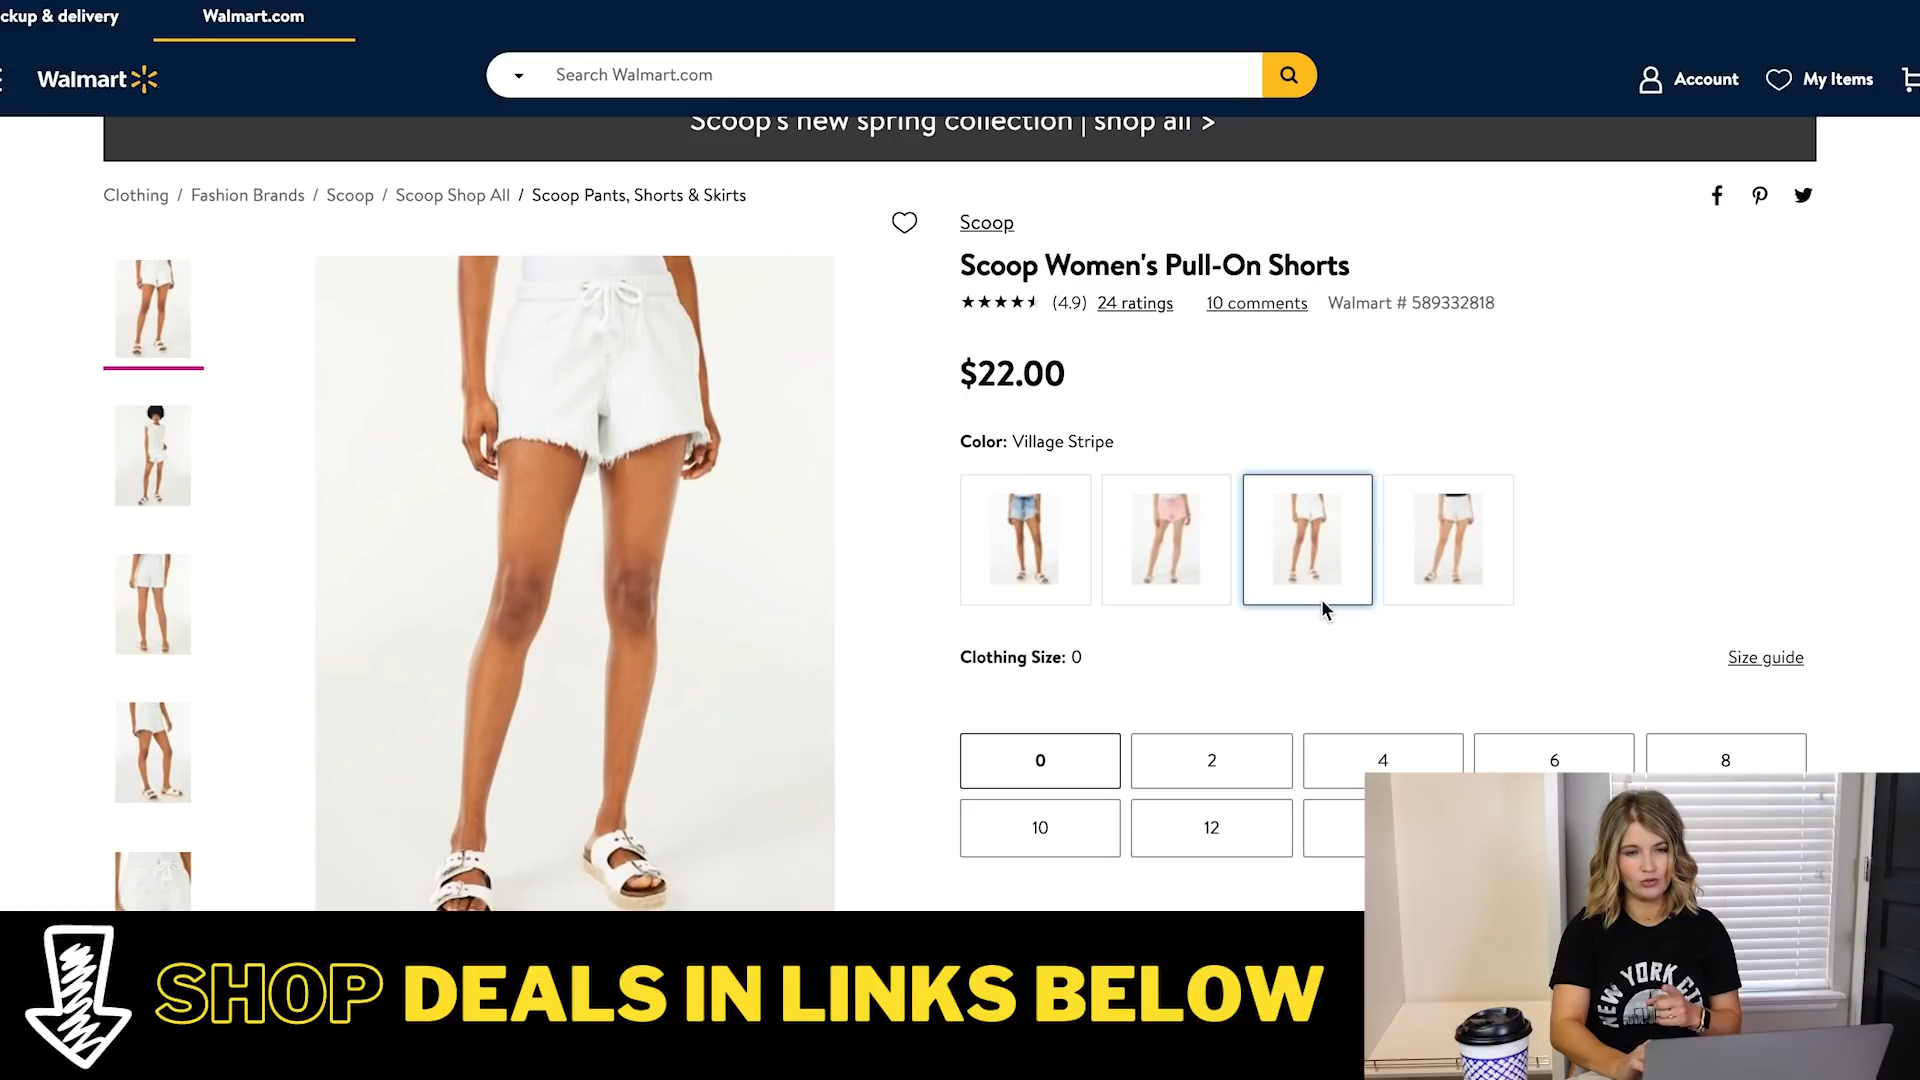 ckup & delivery
Walmart.com
Walmart
Search Walmart.com
Account
My Items
Scoop's new spring collection | shop all >
Clothing / Fashion Brands / Scoop / Scoop Shop All / Scoop Pants, Shorts & Skirts
Scoop
Scoop Women's Pull-On Shorts
(4.9) 24 ratings 10 comments Walmart # 589332818
$22.00
Color: Village Stripe
Clothing Size: 0
Size guide
0 2 4 6 8
10 12
SHOP DEALS IN LINKS BELOW
NEW YORK CIT